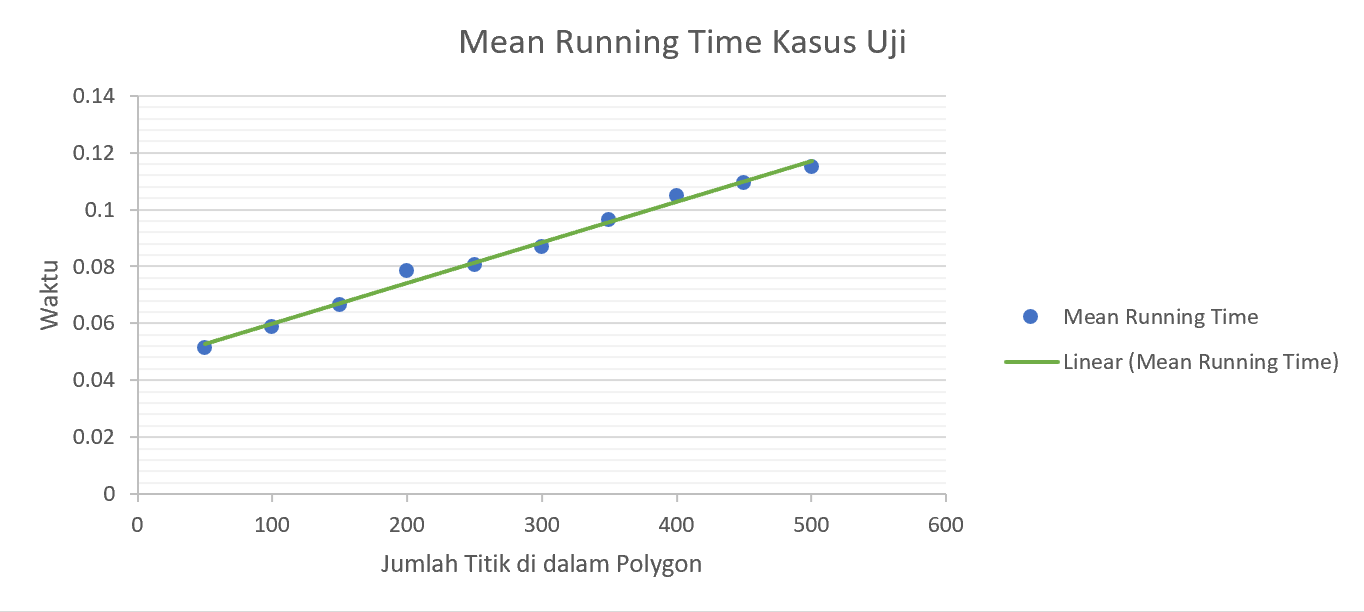 Mean Running Time Kasus Uji
0.14
0.12
0.1
0.08
0.06
0.04
0.02
0
Waktu
0 100 200 300 400 500 600
Jumlah Titik di dalam Polygon
Mean Running Time
Linear (Mean Running Time)